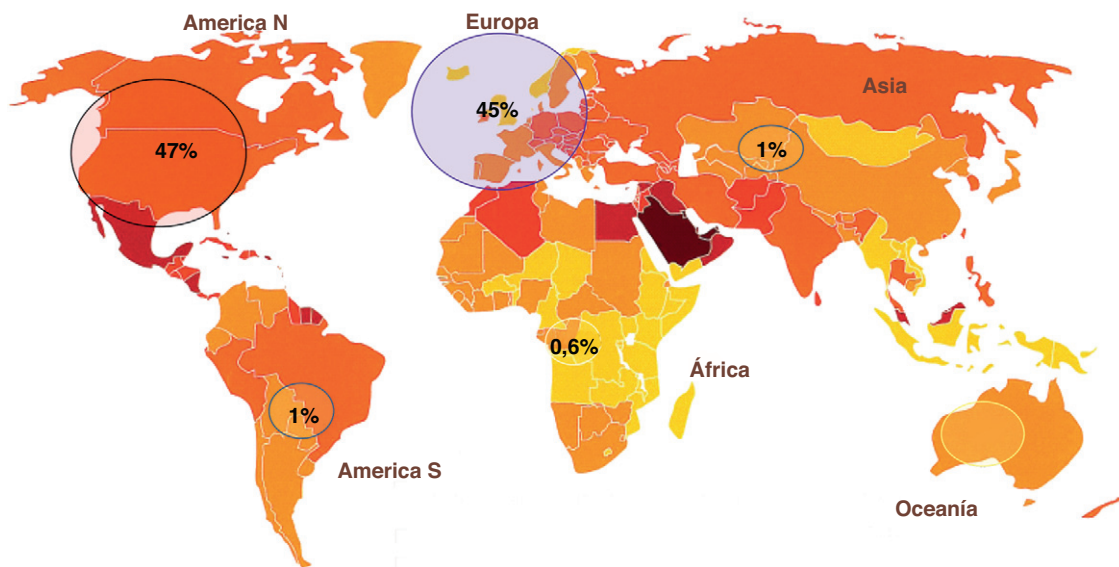 America N
Europa
Asia
45%
47%
1%
0,6%
África
1%
America S
Oceanía